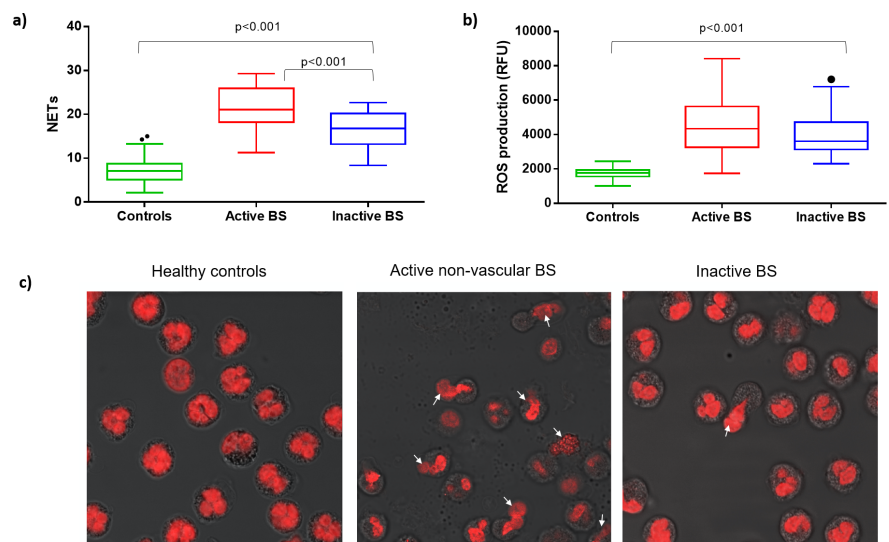 a)
p<0.001
p<0.001
40
30
20
10
0
NETs
Controls
Active BS
Inactive BS
b)
p<0.001
10000
8000
6000
4000
2000
0
ROS production (RFU)
Controls
Active BS
Inactive BS
c)
Healthy controls
Active non-vascular BS
Inactive BS